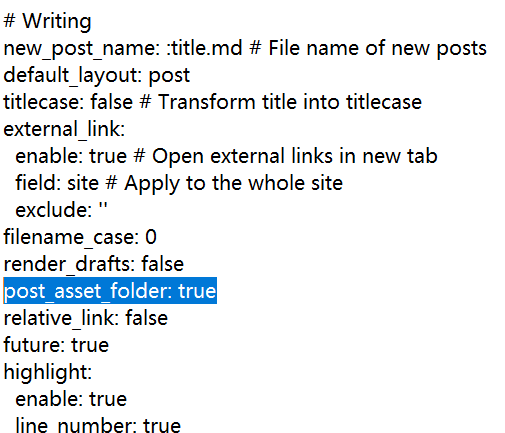 # Writing
new_post_name: :title.md # File name of new posts
default_layout: post
titlecase: false # Transform title into titlecase
external_link:
  enable: true # Open external links in new tab
  field: site # Apply to the whole site
  exclude: ''
filename_case: 0
render_drafts: false
post_asset_folder: true
relative_link: false
future: true
highlight:
  enable: true
  line_number: true